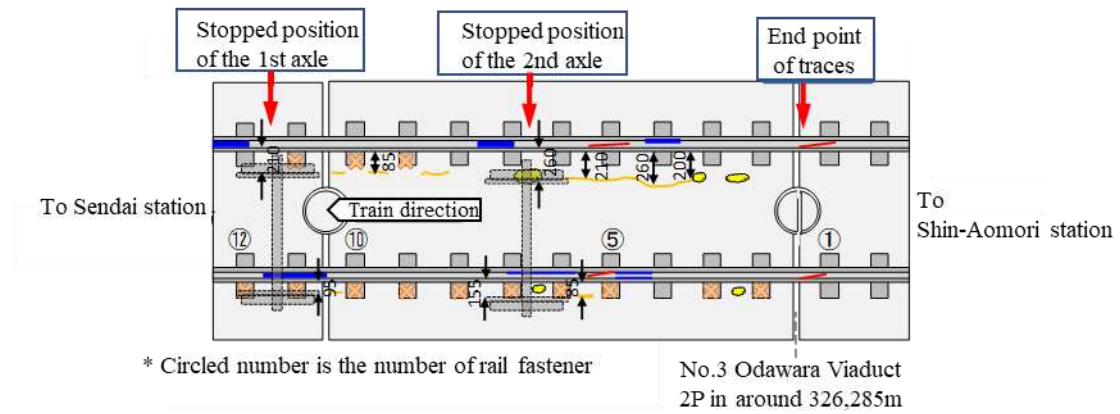 Stopped position
of the 1st axle
Stopped position
of the 2nd axle
End point
of traces
210
85
260
210
260
200
To Sendai station
Train direction
To
Shin-Aomori station
⑫
⑩
⑤
①
95
155
85
* Circled number is the number of rail fastener
No.3 Odawara Viaduct
2P in around 326,285m